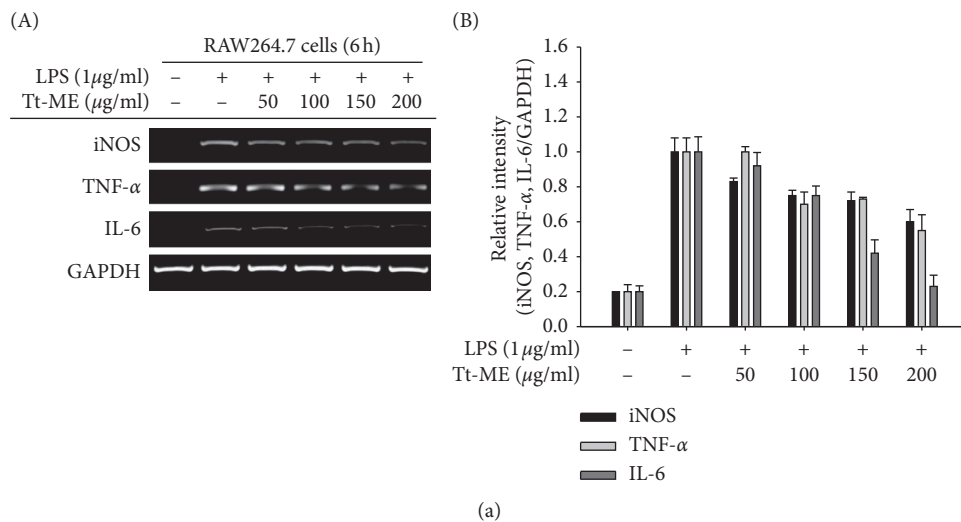 (A)
RAW264.7 cells (6 h)
LPS (1μg/ml) – + + + + +
Tt-ME (μg/ml) – – 50 100 150 200
iNOS
TNF-α
IL-6
GAPDH
(B)
Relative intensity
(iNOS, TNF-α, IL-6/GAPDH)
1.6
1.4
1.2
1.0
0.8
0.6
0.4
0.2
0.0
LPS (1μg/ml) – + + + + +
Tt-ME (μg/ml) – – 50 100 150 200
iNOS
TNF-α
IL-6
(a)